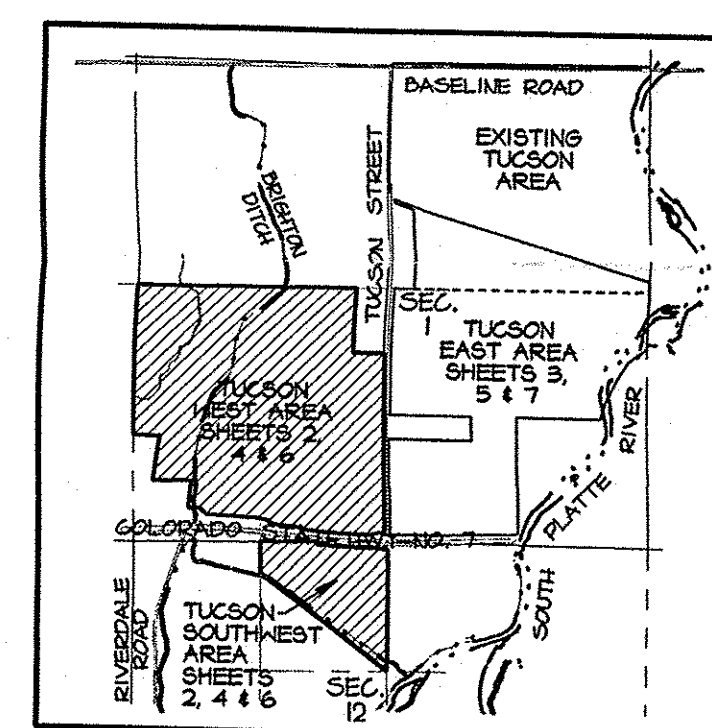 BASELINE ROAD
EXISTING
TUCSON
AREA
BRIGHTON
DITCH
TUCSON STREET
SEC.
1
TUCSON
EAST AREA
SHEETS 3,
5 & 7
TUCSON
WEST AREA
SHEETS 2,
4 & 6
RIVER
PLATTE
SOUTH
COLORADO STATE HWY. NO. 7
RIVERDALE
ROAD
TUCSON
SOUTHWEST
AREA
SHEETS
2, 4 & 6
SEC.
12